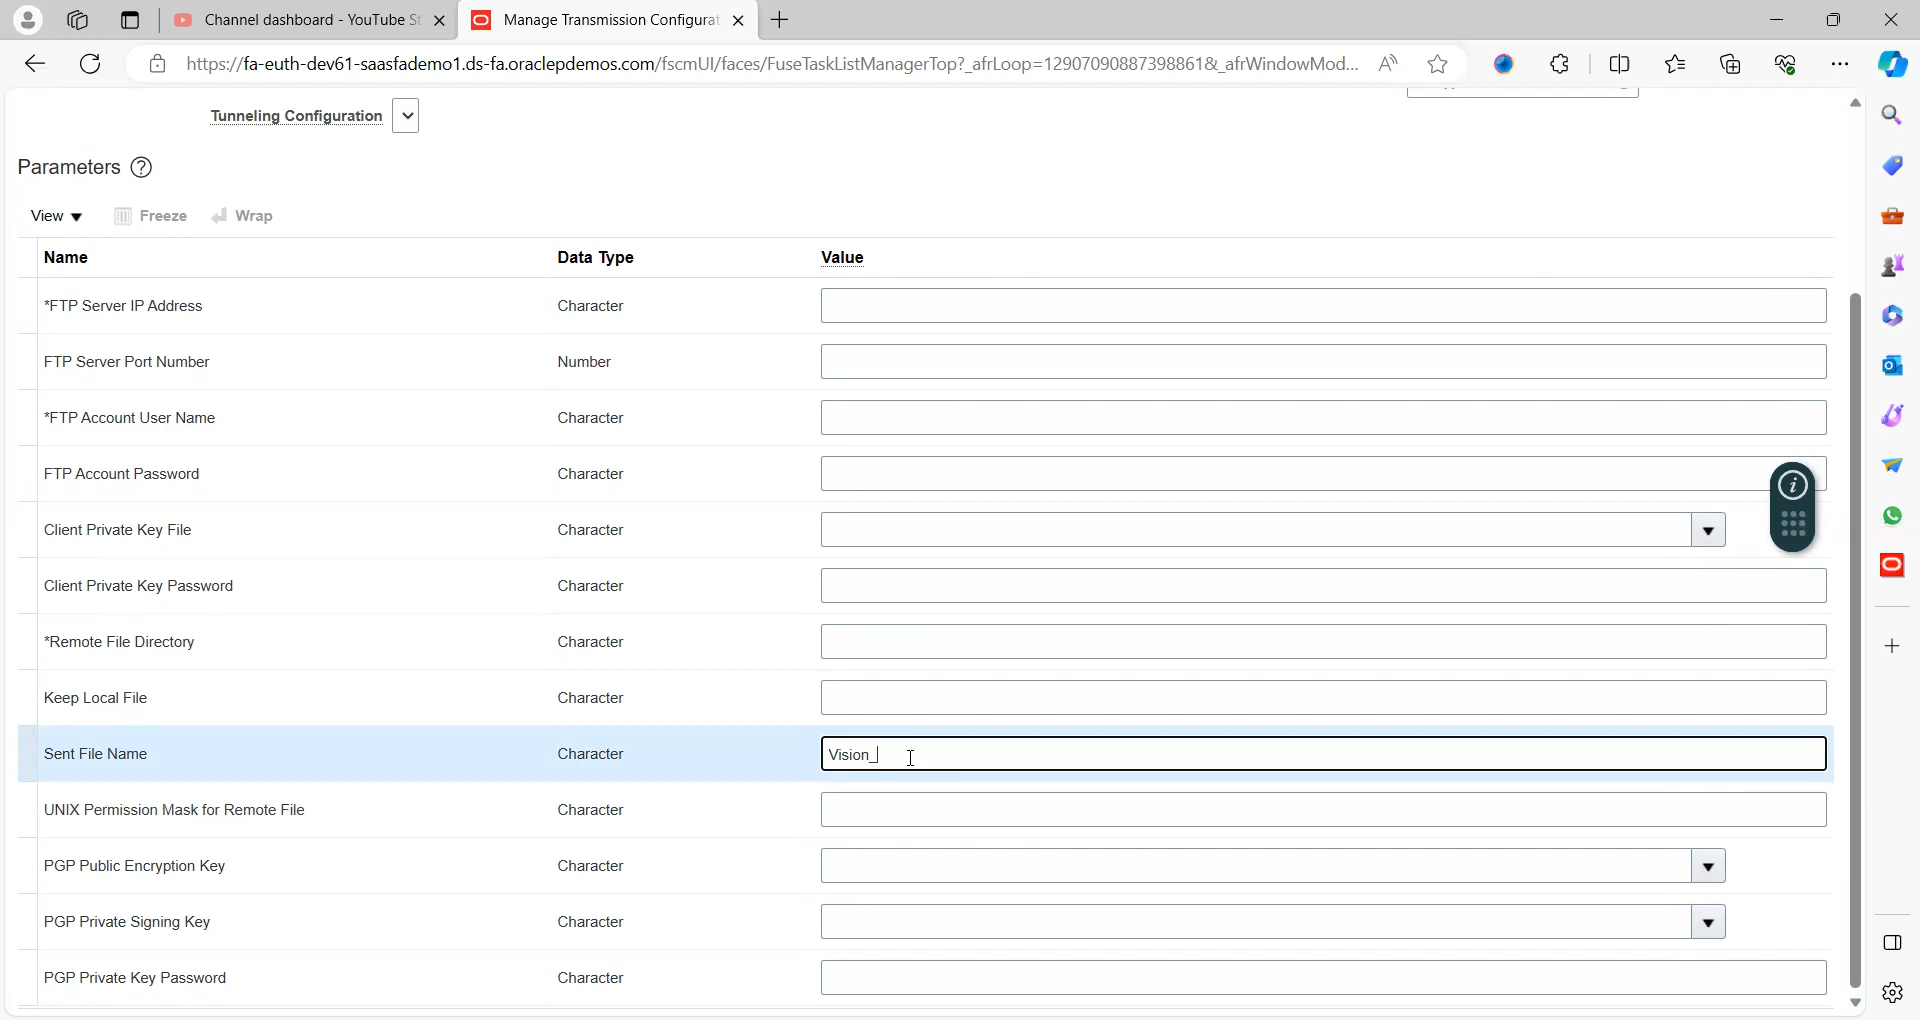 Channel dashboard - YouTube St
Manage Transmission Configurat
https://fa-euth-dev61-saasfademo1.ds-fa.oraclepdemos.com/fscmUI/faces/FuseTaskListManagerTop?_afrLoop=12907090887398861&_afrWindowMod...
Tunneling Configuration
Parameters ?
View Freeze Wrap
Name Data Type Value
*FTP Server IP Address Character
FTP Server Port Number Number
*FTP Account User Name Character
FTP Account Password Character
Client Private Key File Character
Client Private Key Password Character
*Remote File Directory Character
Keep Local File Character
Sent File Name Character Vision_
UNIX Permission Mask for Remote File Character
PGP Public Encryption Key Character
PGP Private Signing Key Character
PGP Private Key Password Character